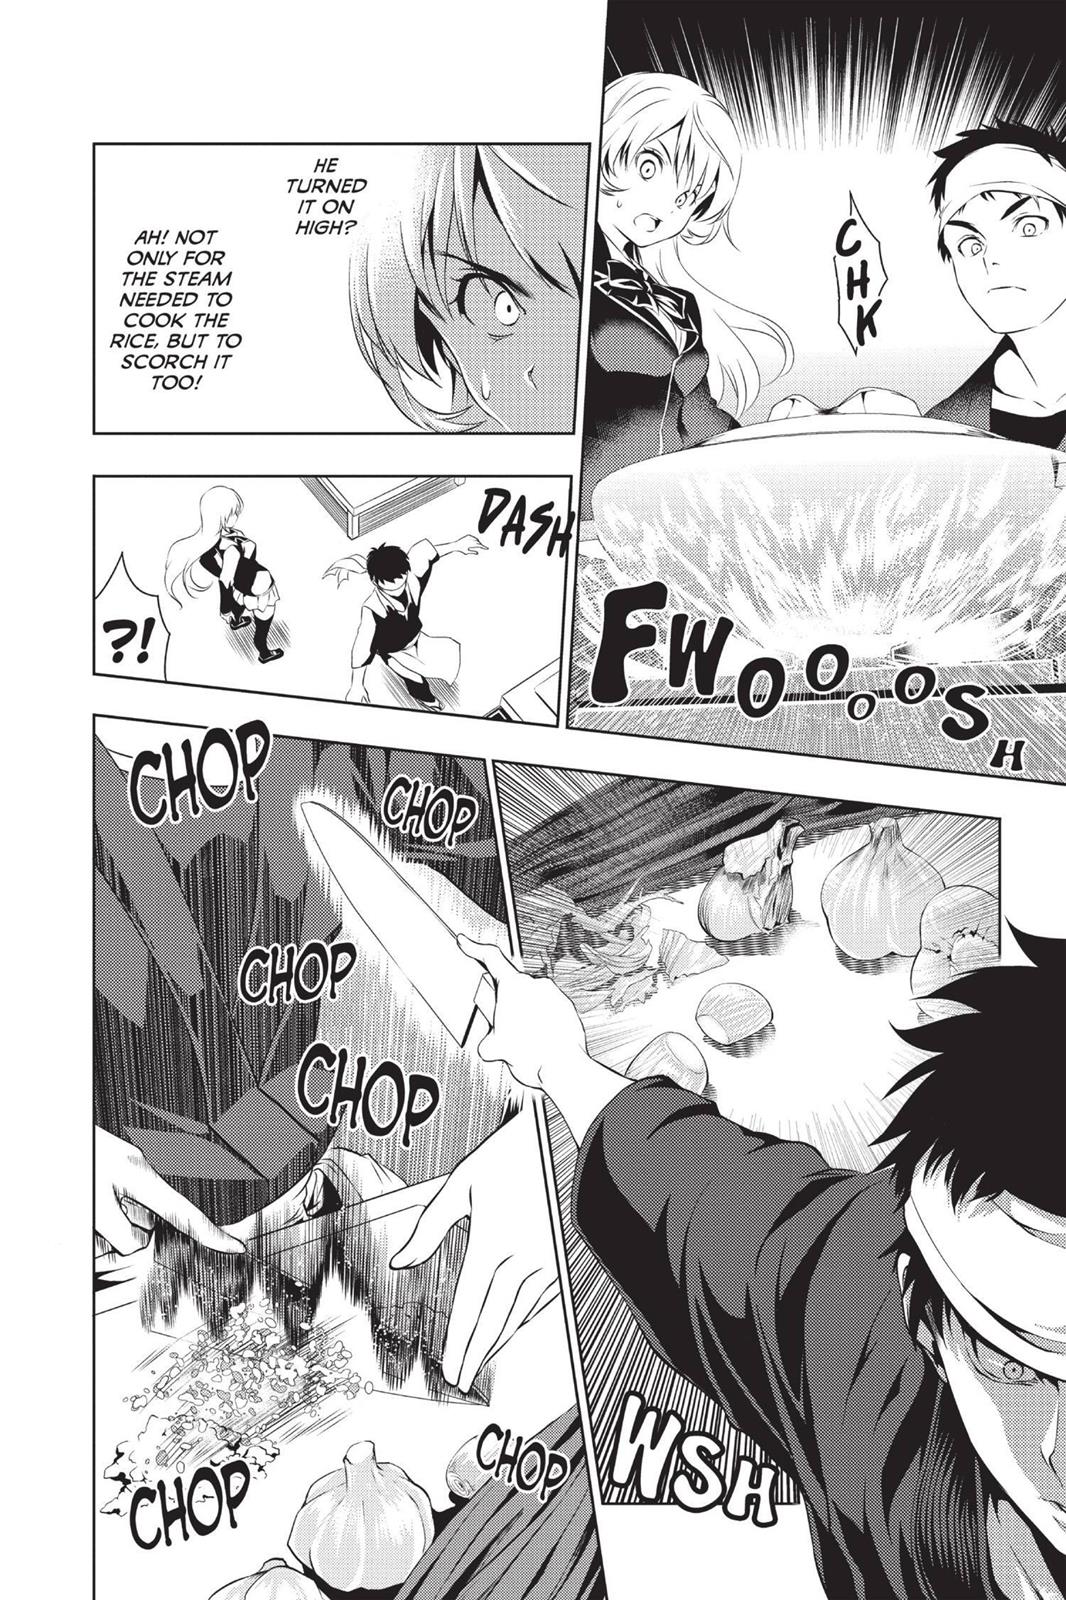 CHK
FWOOOOSH
HE
TURNED
IT ON
HIGH?
AH! NOT
ONLY FOR
THE STEAM
NEEDED TO
COOK THE
RICE, BUT TO
SCORCH IT
TOO!
DASH
?!
WSH
CHOP
CHOP
CHOP
CHOP
CHOP
CHOP